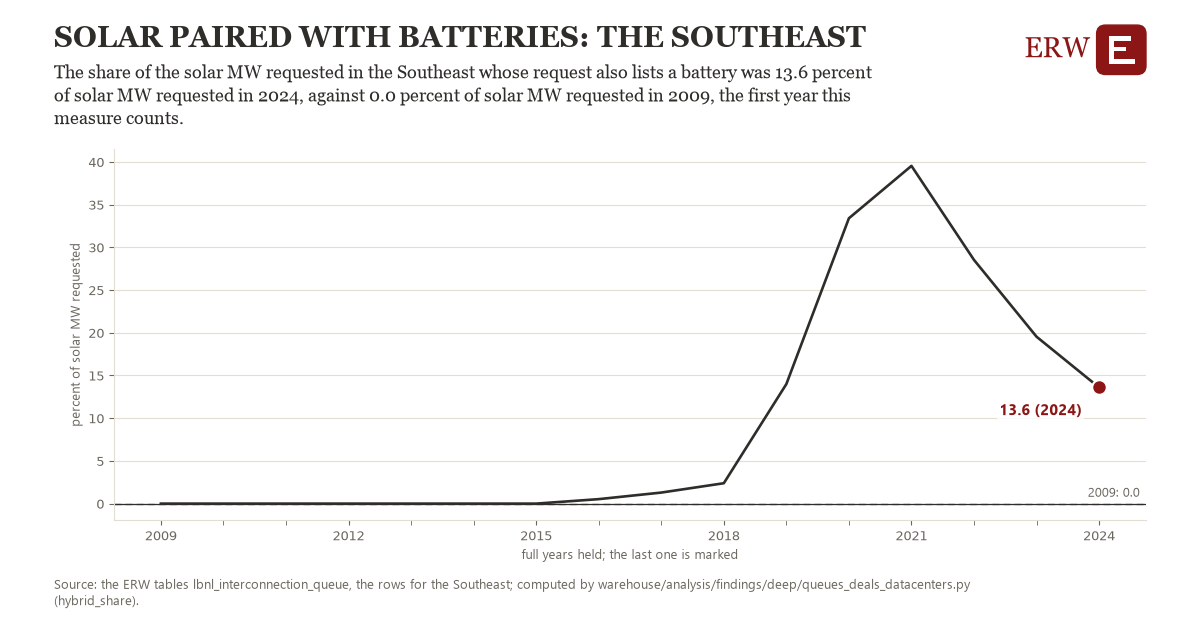 SOLAR PAIRED WITH BATTERIES: THE SOUTHEAST
ERW E
The share of the solar MW requested in the Southeast whose request also lists a battery was 13.6 percent
of solar MW requested in 2024, against 0.0 percent of solar MW requested in 2009, the first year this
measure counts.
percent of solar MW requested
40
35
30
25
20
15
10
5
0
13.6 (2024)
2009: 0.0
2009 2012 2015 2018 2021 2024
full years held; the last one is marked
Source: the ERW tables lbnl_interconnection_queue, the rows for the Southeast; computed by warehouse/analysis/findings/deep/queues_deals_datacenters.py
(hybrid_share).